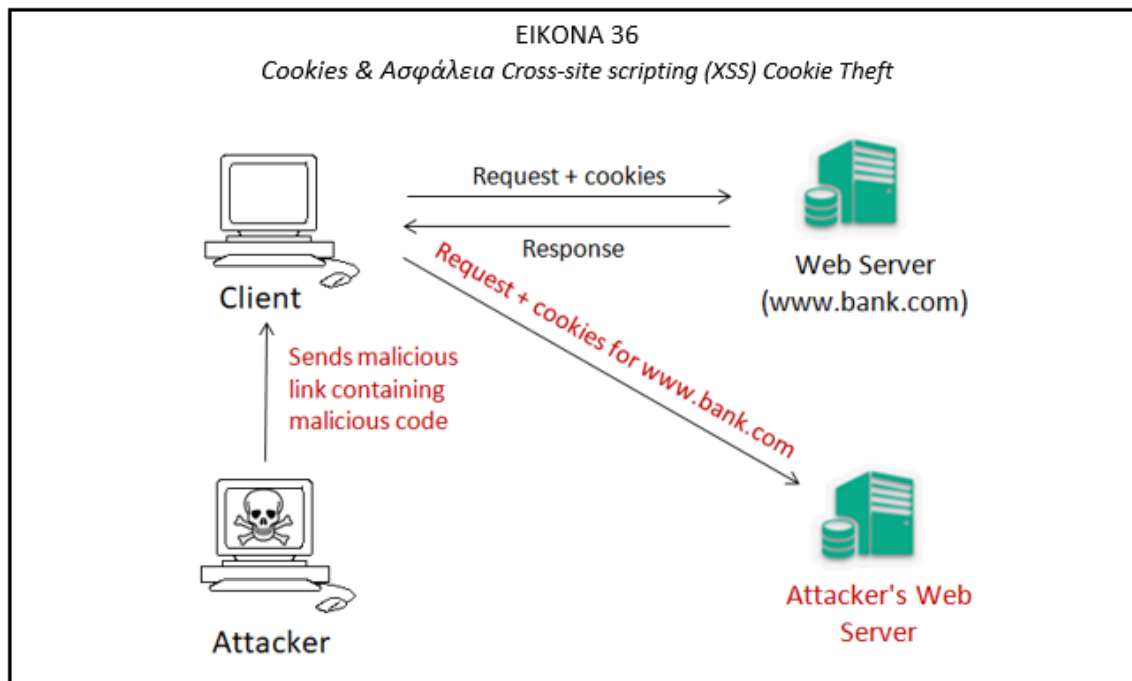 ΕΙΚΟΝΑ 36
Cookies & Ασφάλεια Cross-site scripting (XSS) Cookie Theft
Request + cookies
Response
Web Server
(www.bank.com)
Client
Request + cookies for www.bank.com
Sends malicious
link containing
malicious code
Attacker's Web
Server
Attacker